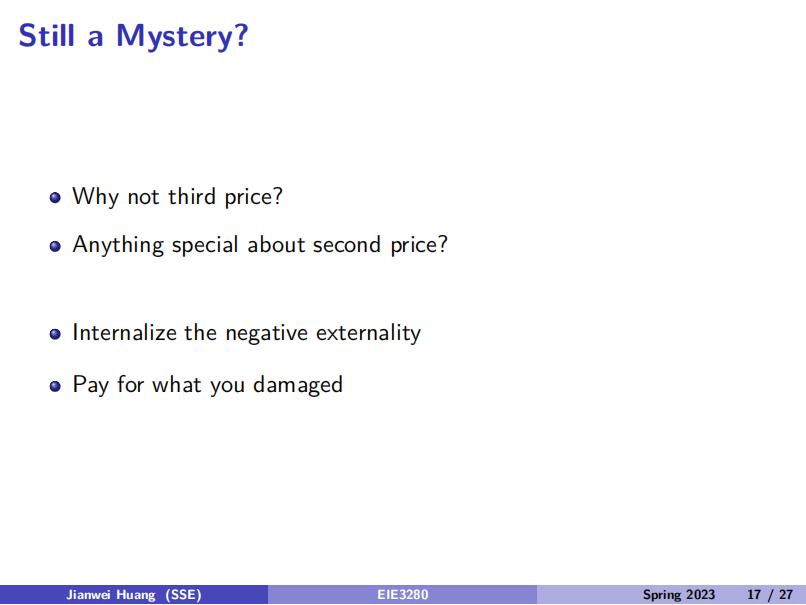 Still a Mystery?
Why not third price?
Anything special about second price?
Internalize the negative externality
Pay for what you damaged
Jianwei Huang (SSE) EIE3280 Spring 2023 17 / 27